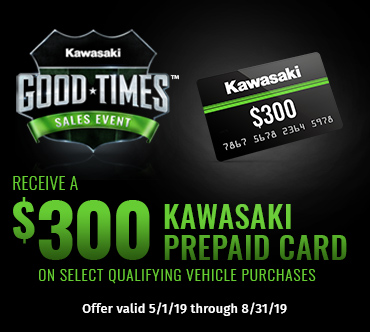 Kawasaki
GOOD★TIMES™
SALES EVENT
Kawasaki
$300
7867 5678 2364 5978
RECEIVE A
$300 KAWASAKI
PREPAID CARD
ON SELECT QUALIFYING VEHICLE PURCHASES
Offer valid 5/1/19 through 8/31/19